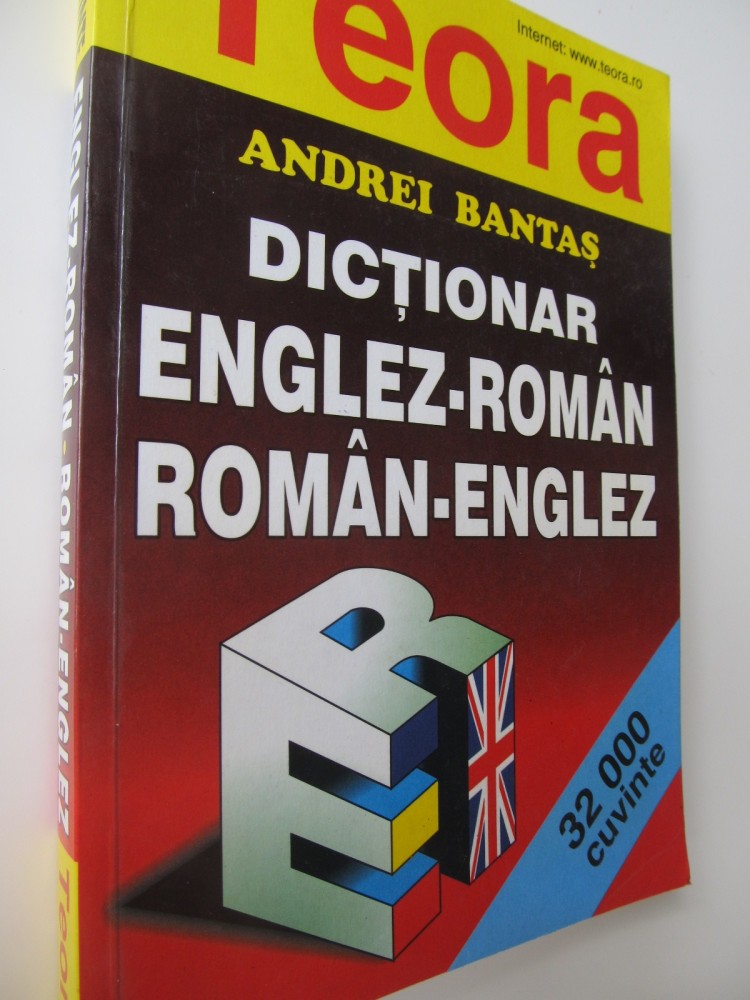 Teora
Internet: www.teora.ro
ANDREI BANTAȘ
DICȚIONAR
ENGLEZ-ROMÂN
ROMÂN-ENGLEZ
32 000
cuvinte
ENGLEZ-ROMÂN - ROMÂN-ENGLEZ